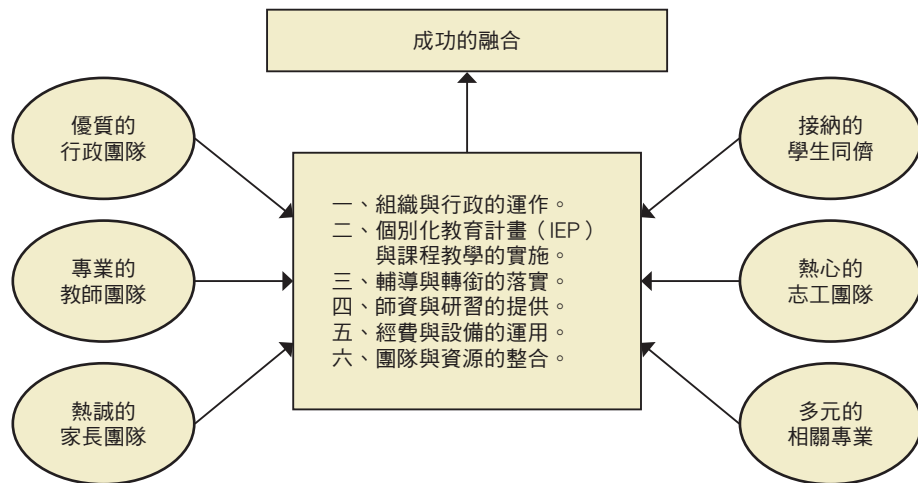 成功的融合
優質的
行政團隊
專業的
教師團隊
熱誠的
家長團隊
一、組織與行政的運作。
二、個別化教育計畫（IEP）
與課程教學的實施。
三、輔導與轉銜的落實。
四、師資與研習的提供。
五、經費與設備的運用。
六、團隊與資源的整合。
接納的
學生同儕
熱心的
志工團隊
多元的
相關專業